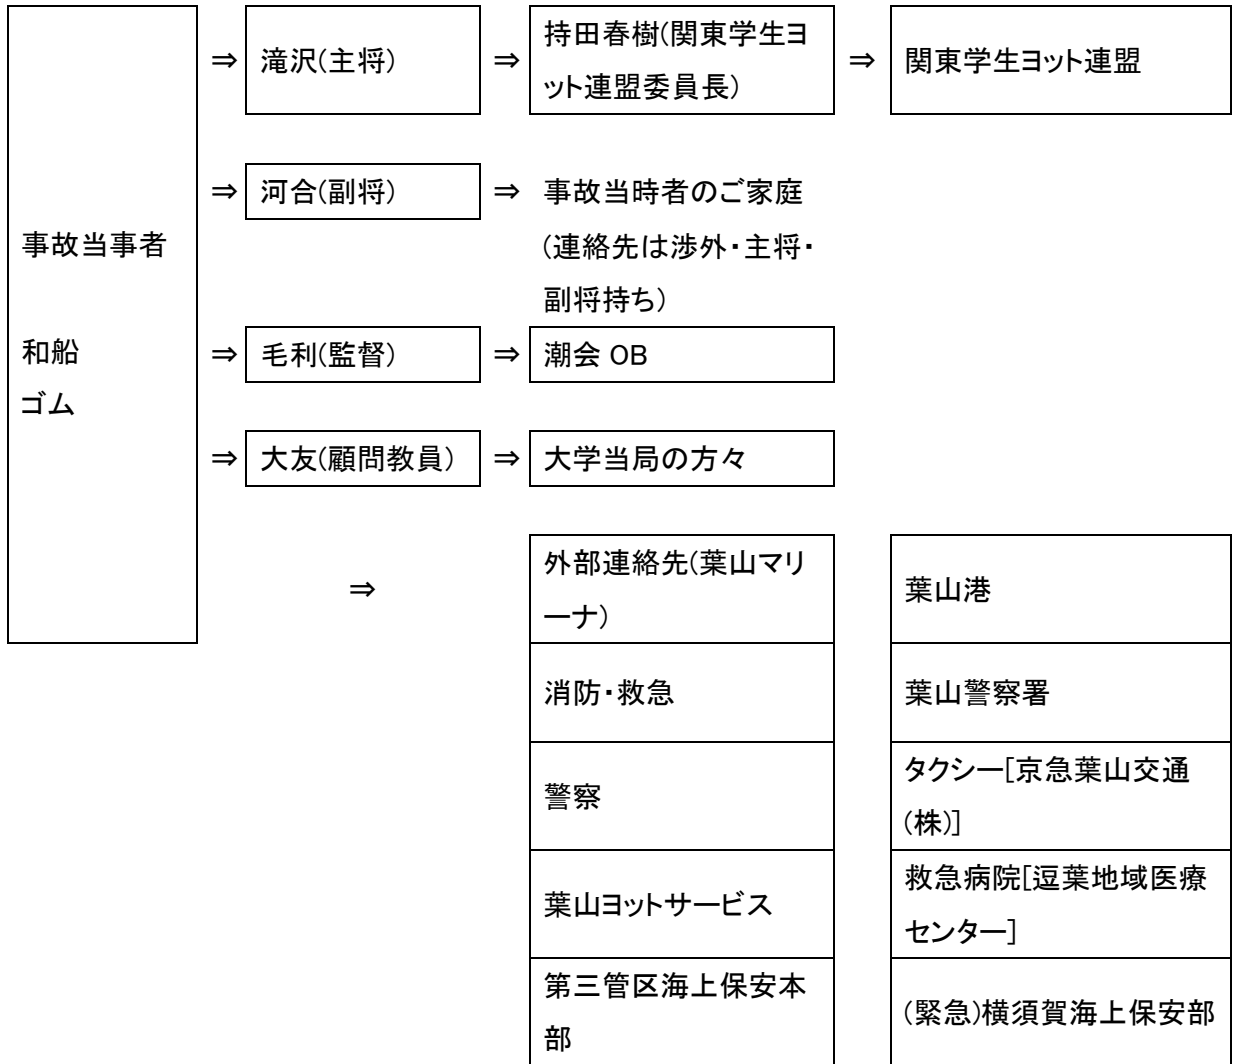 ⇒ 滝沢(主将) ⇒ 持田春樹(関東学生ヨ
ット連盟委員長) ⇒ 関東学生ヨット連盟
⇒ 河合(副将) ⇒ 事故当時者のご家庭
(連絡先は渉外・主将・
副将持ち)
事故当事者
和船
ゴム
⇒ 毛利(監督) ⇒ 潮会 OB
⇒ 大友(顧問教員) ⇒ 大学当局の方々
⇒
外部連絡先(葉山マリ
ーナ)
葉山港
消防・救急
葉山警察署
警察
タクシー[京急葉山交通
(株)]
葉山ヨットサービス
救急病院[逗葉地域医療
センター]
第三管区海上保安本
部
(緊急)横須賀海上保安部